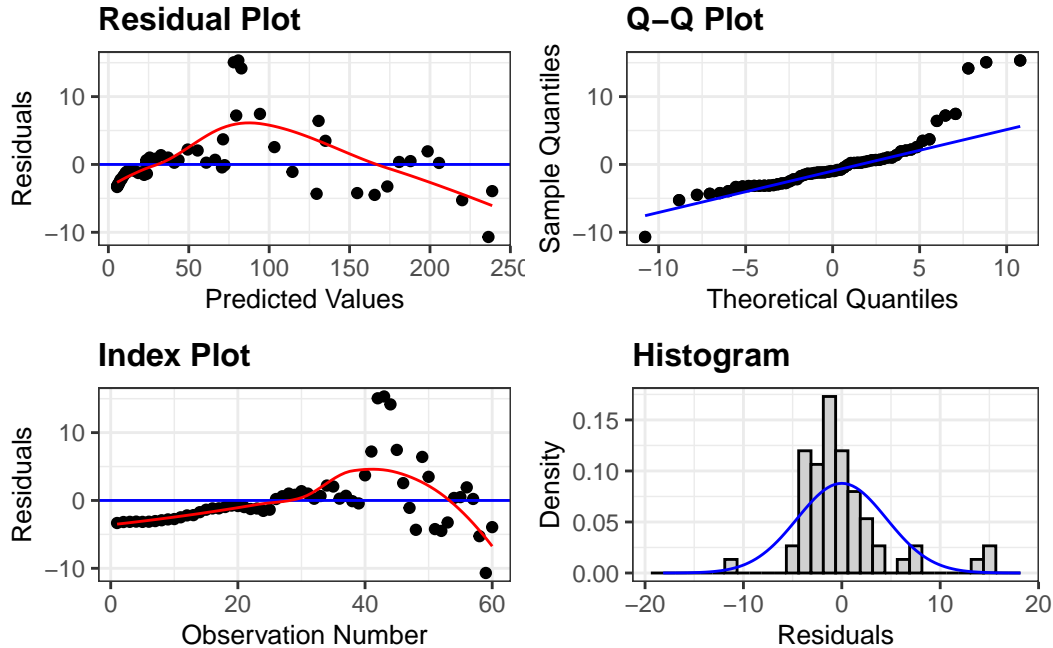 Residual Plot
Residuals
10
0
−10
0
50
100
150
200
250
Predicted Values
Q−Q Plot
Sample Quantiles
10
0
−10
−10
−5
0
5
10
Theoretical Quantiles
Index Plot
Residuals
10
0
−10
0
20
40
60
Observation Number
Histogram
Density
0.15
0.10
0.05
0.00
−20
−10
0
10
20
Residuals